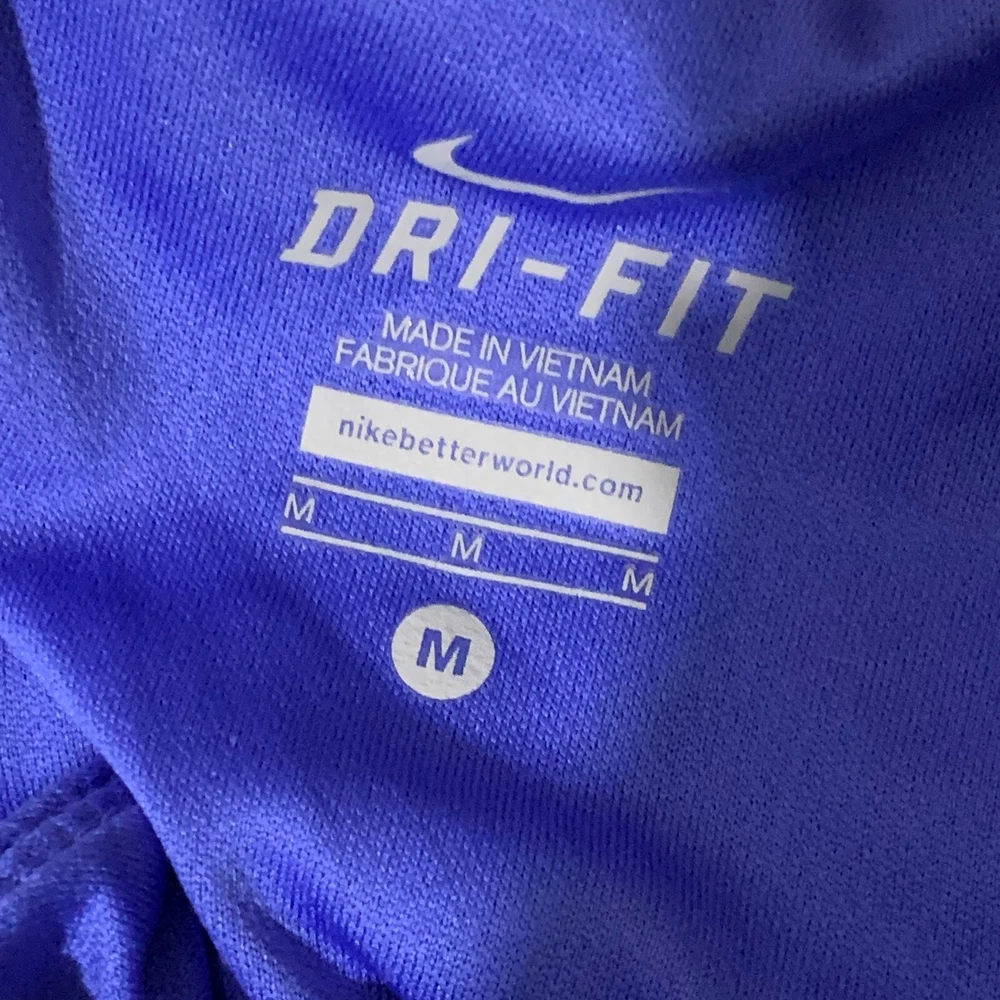 DRI-FIT
MADE IN VIETNAM
FABRIQUE AU VIETNAM
nikebetterworld.com
M M M
M